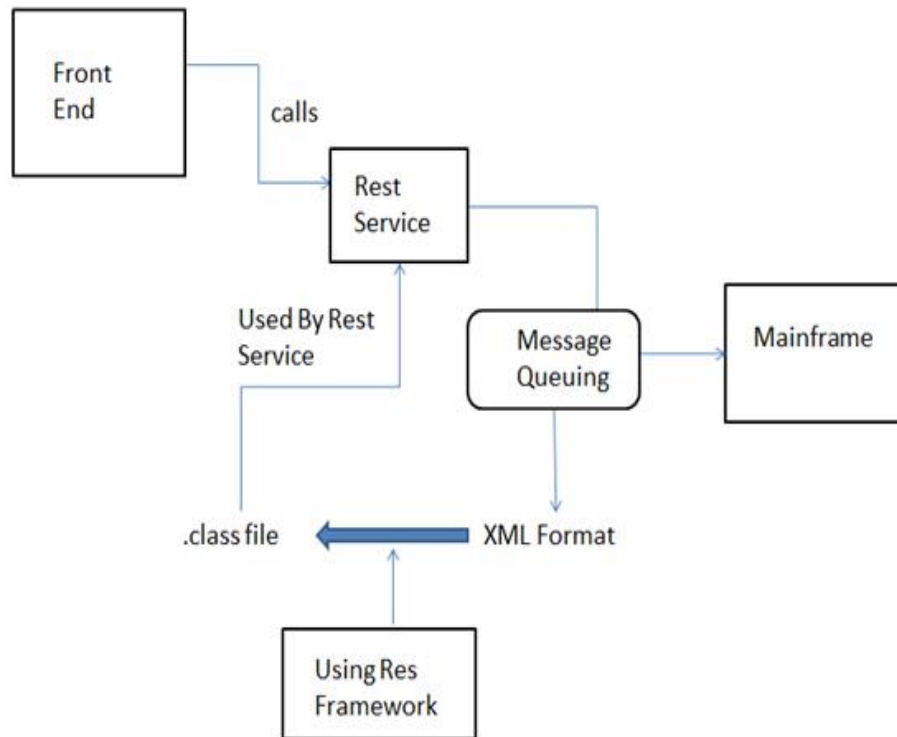 Front
End
calls
Rest
Service
Used By Rest
Service
Message
Queuing
Mainframe
.class file
XML Format
Using Res
Framework